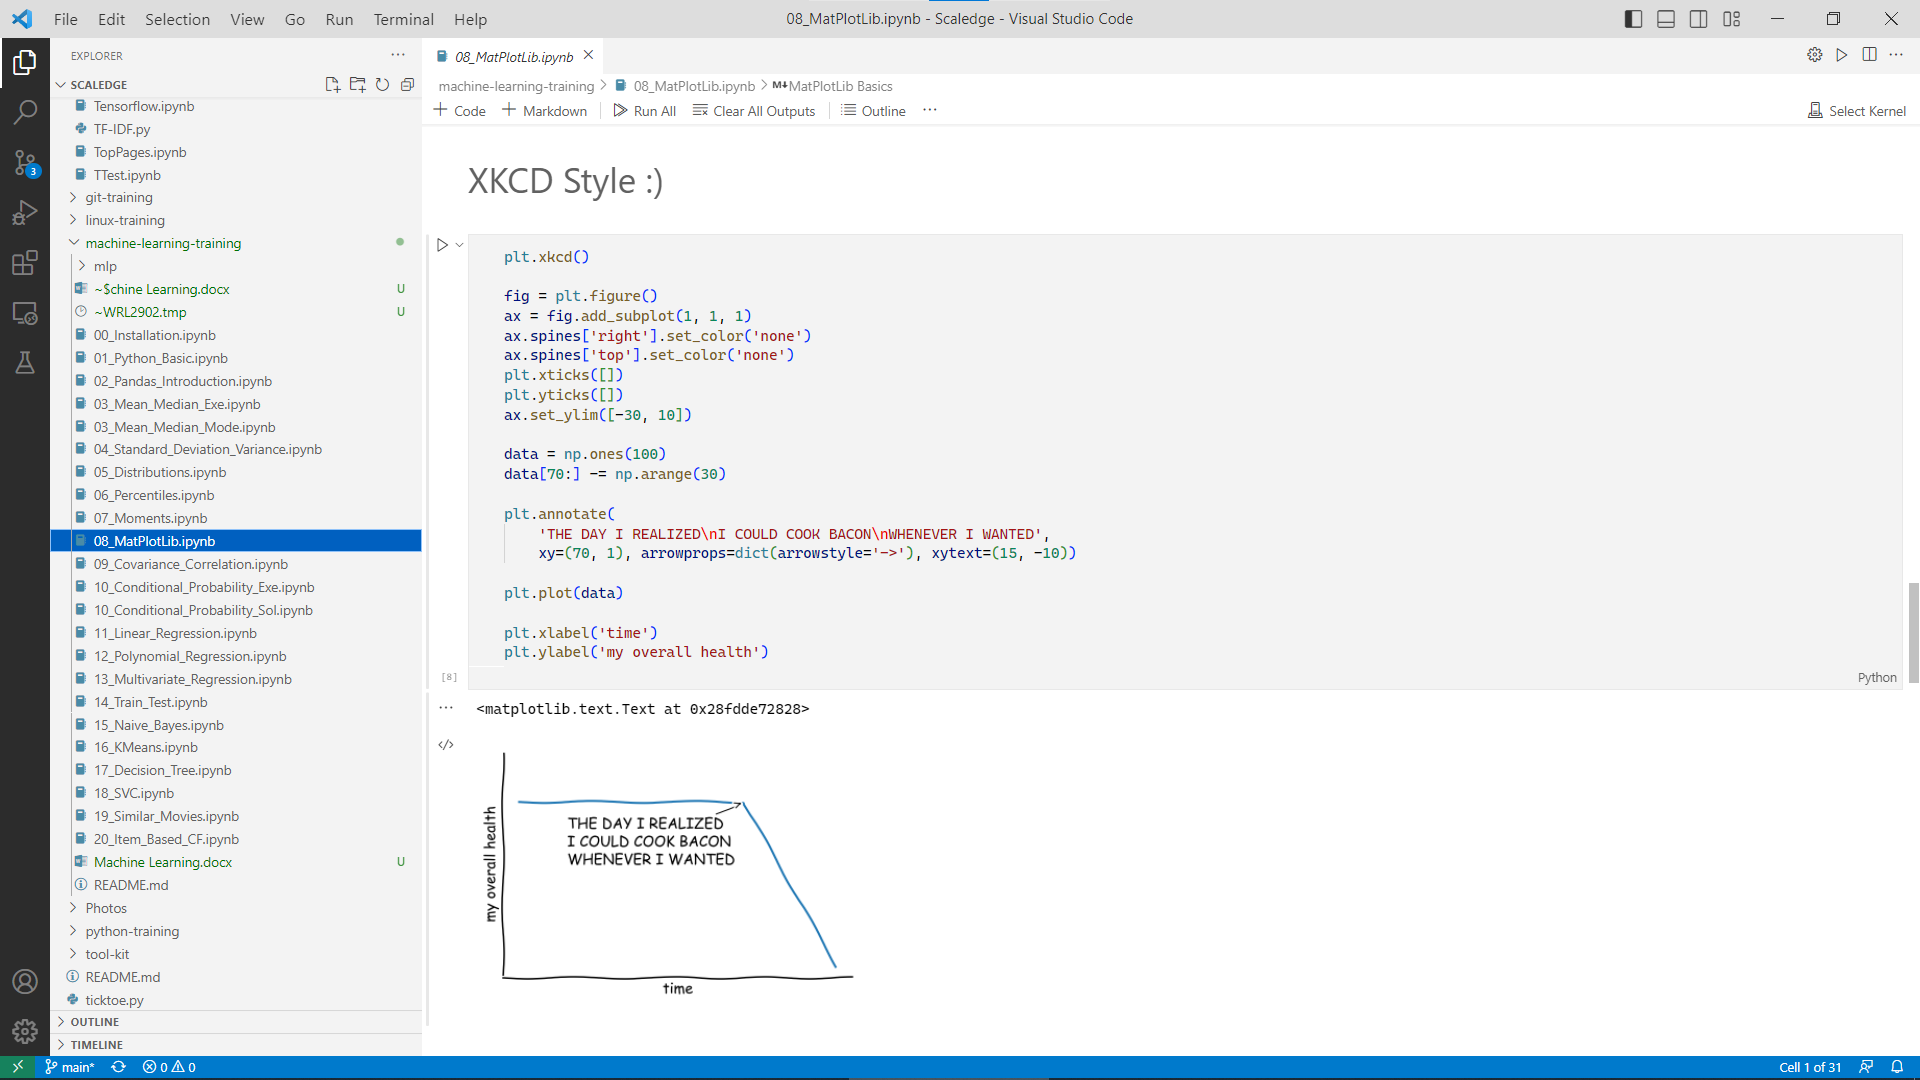 File Edit Selection View Go Run Terminal Help
08_MatPlotLib.ipynb - Scaledge - Visual Studio Code
EXPLORER
SCALEDGE
Tensorflow.ipynb
TF-IDF.py
TopPages.ipynb
TTest.ipynb
git-training
linux-training
machine-learning-training
mlp
~$chine Learning.docx U
~WRL2902.tmp U
00_Installation.ipynb
01_Python_Basic.ipynb
02_Pandas_Introduction.ipynb
03_Mean_Median_Exe.ipynb
03_Mean_Median_Mode.ipynb
04_Standard_Deviation_Variance.ipynb
05_Distributions.ipynb
06_Percentiles.ipynb
07_Moments.ipynb
08_MatPlotLib.ipynb
09_Covariance_Correlation.ipynb
10_Conditional_Probability_Exe.ipynb
10_Conditional_Probability_Sol.ipynb
11_Linear_Regression.ipynb
12_Polynomial_Regression.ipynb
13_Multivariate_Regression.ipynb
14_Train_Test.ipynb
15_Naive_Bayes.ipynb
16_KMeans.ipynb
17_Decision_Tree.ipynb
18_SVC.ipynb
19_Similar_Movies.ipynb
20_Item_Based_CF.ipynb
Machine Learning.docx U
README.md
Photos
python-training
tool-kit
README.md
ticktoe.py
OUTLINE
TIMELINE
3
08_MatPlotLib.ipynb
machine-learning-training > 08_MatPlotLib.ipynb > M↓MatPlotLib Basics
+ Code + Markdown Run All Clear All Outputs Outline ... Select Kernel
XKCD Style :)
plt.xkcd()
fig = plt.figure()
ax = fig.add_subplot(1, 1, 1)
ax.spines['right'].set_color('none')
ax.spines['top'].set_color('none')
plt.xticks([])
plt.yticks([])
ax.set_ylim([-30, 10])
data = np.ones(100)
data[70:] -= np.arange(30)
plt.annotate(
'THE DAY I REALIZED\nI COULD COOK BACON\nWHENEVER I WANTED',
xy=(70, 1), arrowprops=dict(arrowstyle='->'), xytext=(15, -10))
plt.plot(data)
plt.xlabel('time')
plt.ylabel('my overall health')
[8]
Python
<matplotlib.text.Text at 0x28fdde72828>
</>
my overall health
THE DAY I REALIZED
I COULD COOK BACON
WHENEVER I WANTED
time
main* 0 0 Cell 1 of 31